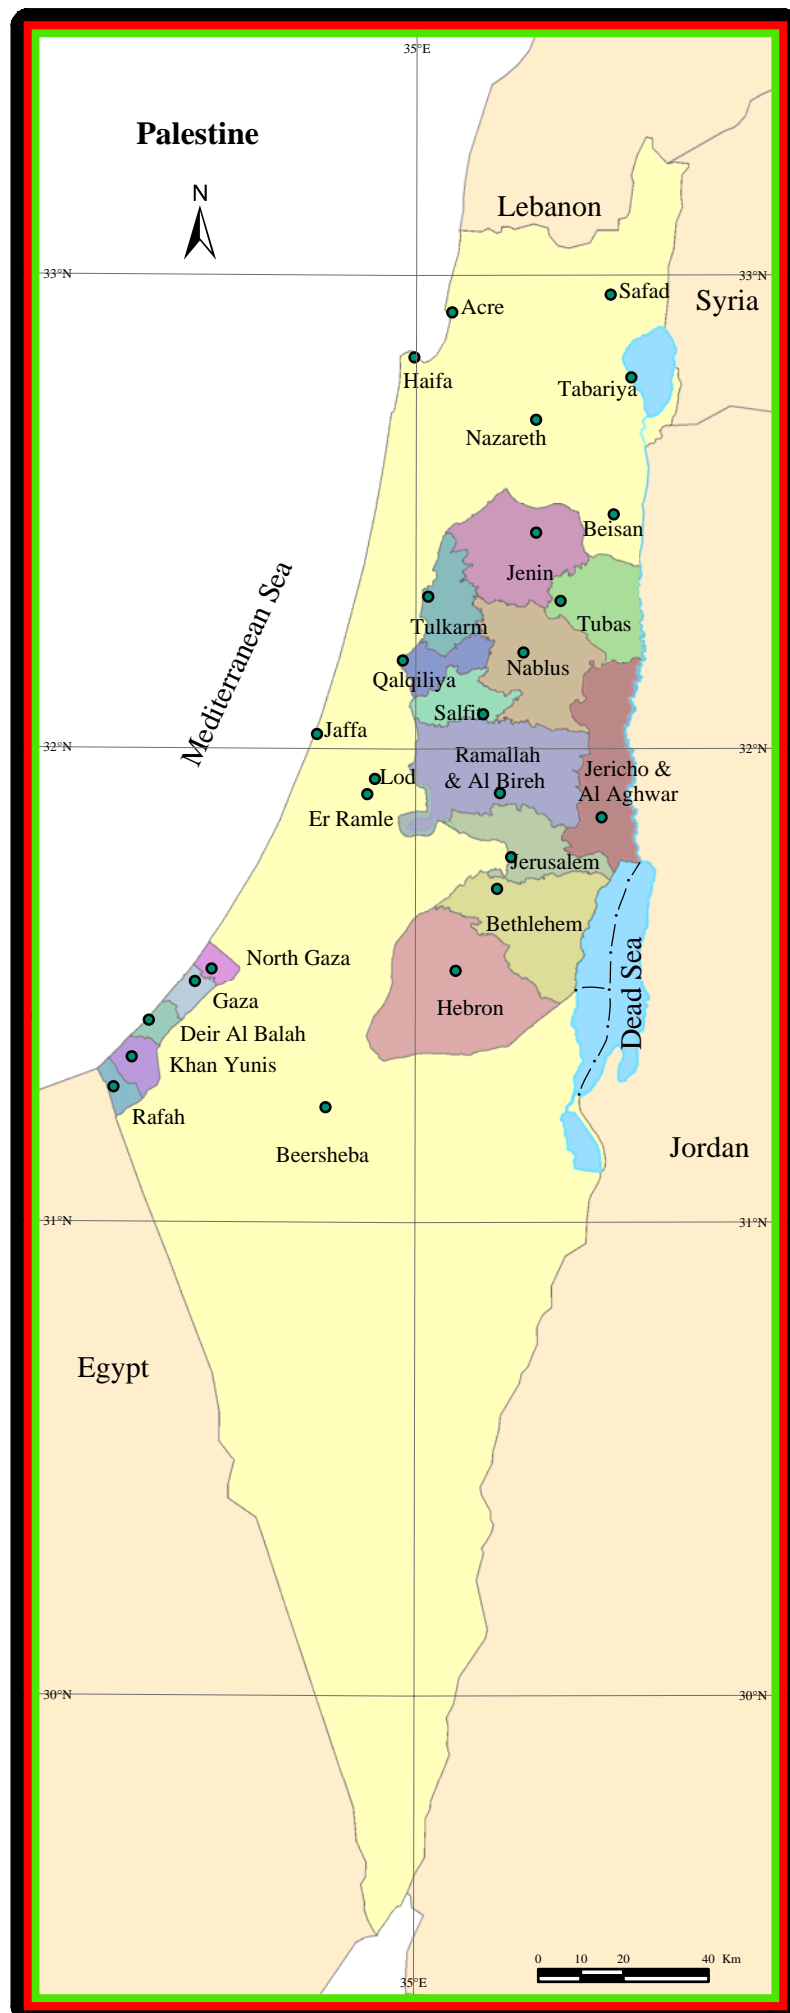 35°E
Palestine
N
Lebanon
33°N
33°N
Safad
Syria
Acre
Haifa
Tabariya
Nazareth
Beisan
Jenin
Mediterranean Sea
Tulkarm
Tubas
Nablus
Qalqiliya
Salfit
Jaffa
32°N
32°N
Ramallah
& Al Bireh
Jericho &
Al Aghwar
Lod
Er Ramle
Jerusalem
Bethlehem
North Gaza
Dead Sea
Gaza
Hebron
Deir Al Balah
Khan Yunis
Rafah
Beersheba
Jordan
31°N
31°N
Egypt
30°N
30°N
0 10 20 40 Km
35°E